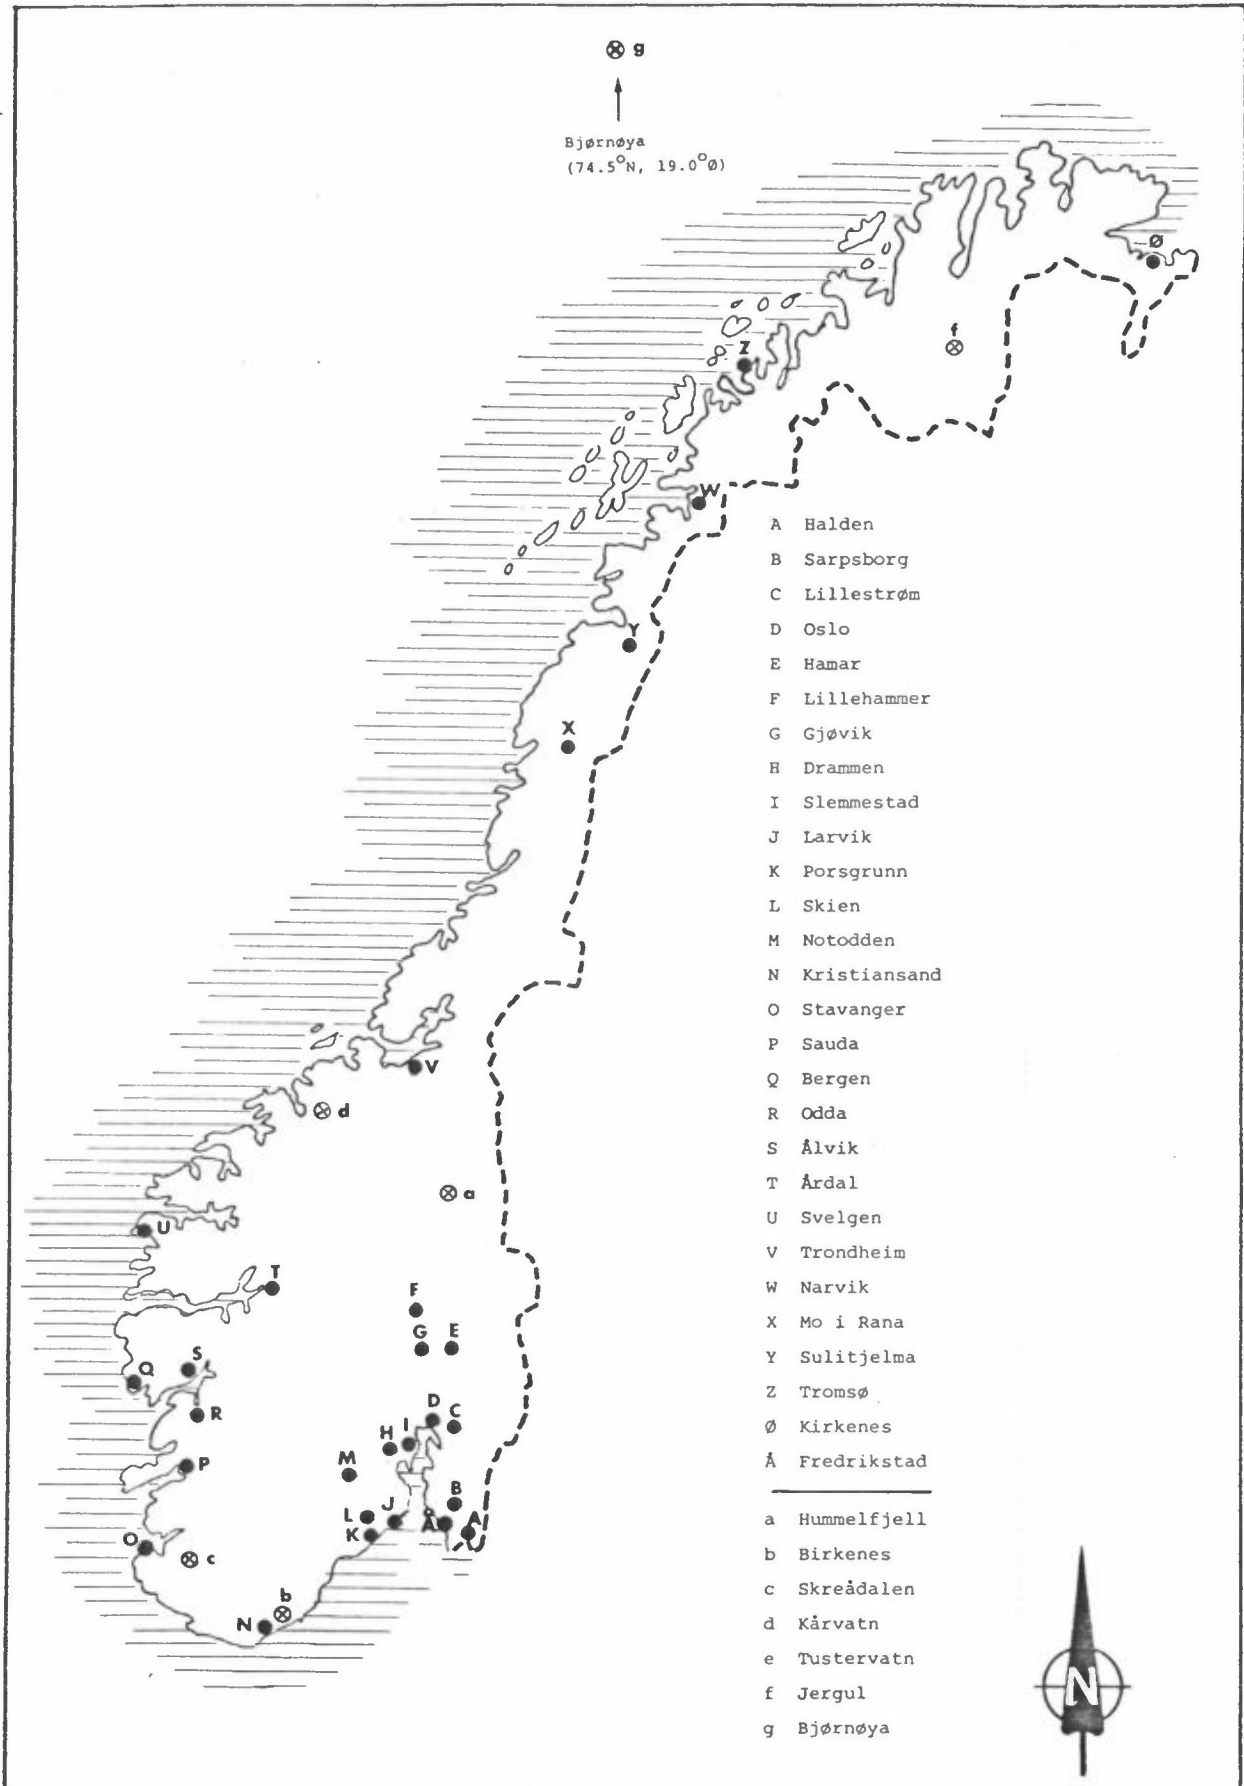 g
Bjørnøya
(74.5°N, 19.0°Ø)
Ø
f
Z
W
Y
X
V
d
a
U
T
F
G E
S
Q
R
D
C
I
H
P
M
B
L J Å A
K
O
c
b
N
A Halden
B Sarpsborg
C Lillestrøm
D Oslo
E Hamar
F Lillehammer
G Gjøvik
H Drammen
I Slemmestad
J Larvik
K Porsgrunn
L Skien
M Notodden
N Kristiansand
O Stavanger
P Sauda
Q Bergen
R Odda
S Ålvik
T Årdal
U Svelgen
V Trondheim
W Narvik
X Mo i Rana
Y Sulitjelma
Z Tromsø
Ø Kirkenes
Å Fredrikstad
a Hummelfjell
b Birkenes
c Skreådalen
d Kårvatn
e Tustervatn
f Jergul
g Bjørnøya
N